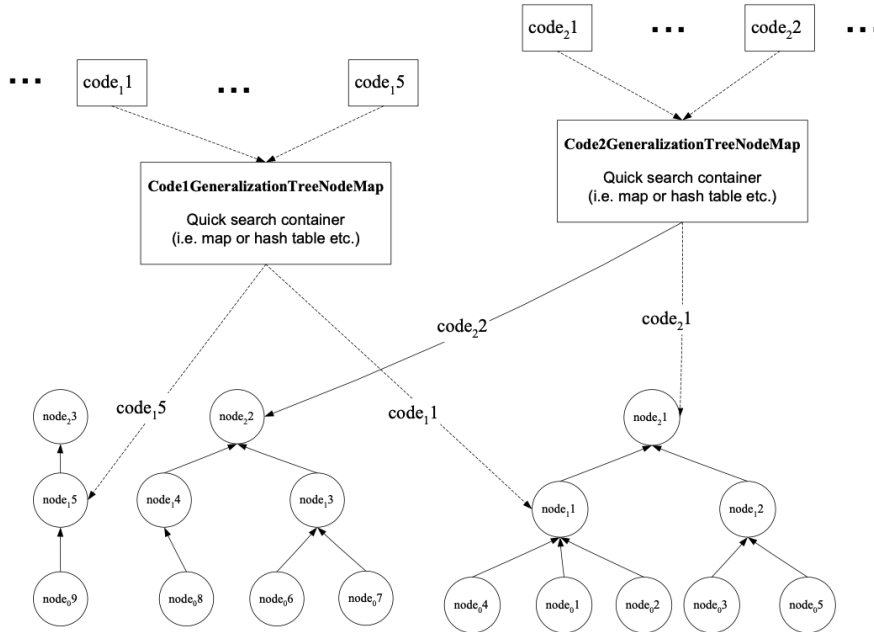 code₂1
...
code₂2
...
...
code₁1
...
code₁5
Code2GeneralizationTreeNodeMap
Quick search container
(i.e. map or hash table etc.)
Code1GeneralizationTreeNodeMap
Quick search container
(i.e. map or hash table etc.)
code₂2
code₂1
code₁5
code₁1
node₂3
node₂2
node₂1
node₁5
node₁4
node₁3
node₁1
node₁2
node₀9
node₀8
node₀6
node₀7
node₀4
node₀1
node₀2
node₀3
node₀5